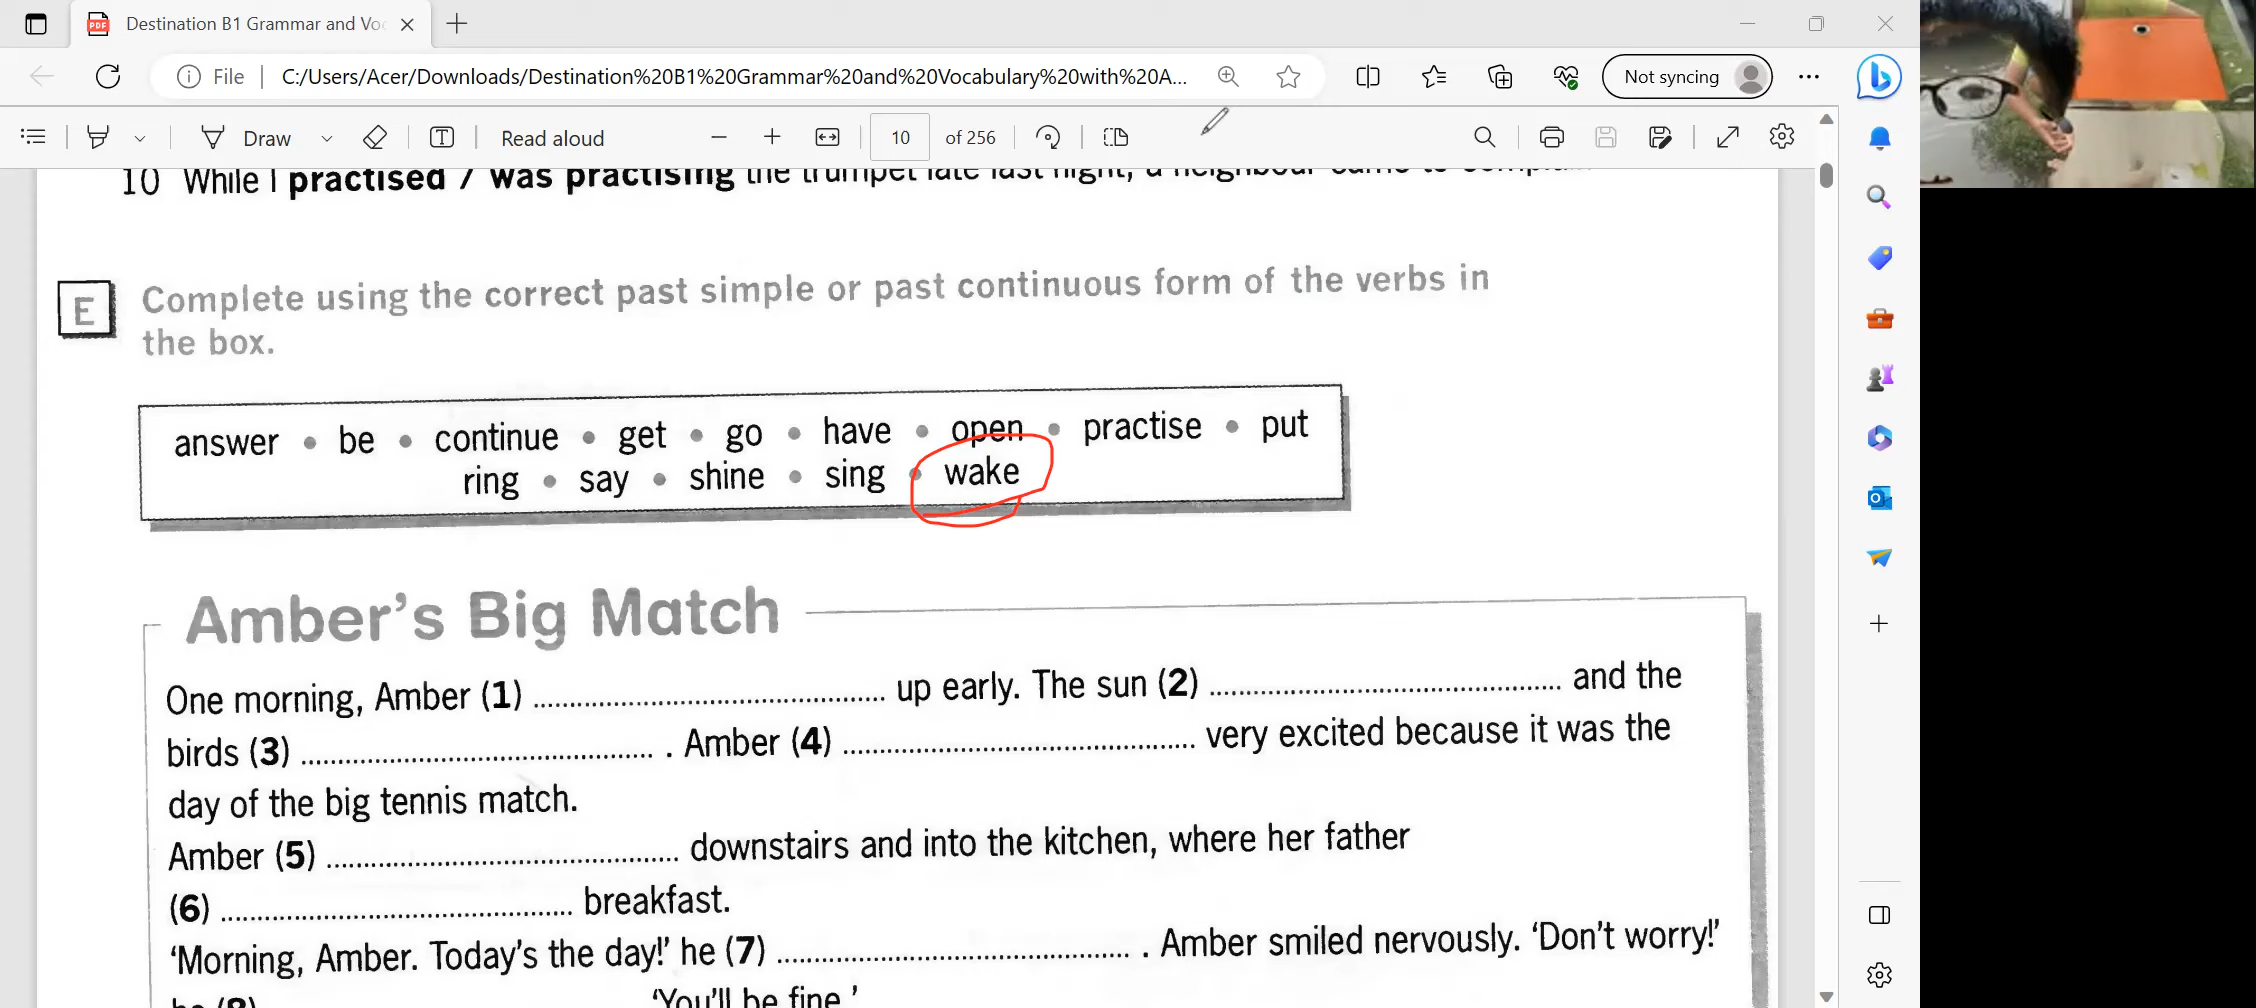 Destination B1 Grammar and Voc
File
C:/Users/Acer/Downloads/Destination%20B1%20Grammar%20and%20Vocabulary%20with%20A...
Not syncing
Draw
Read aloud
10
of 256
10 While I practised / was practising the trumpet late last night, a neighbour came to complain.
E Complete using the correct past simple or past continuous form of the verbs in
the box.
answer • be • continue • get • go • have • open • practise • put
ring • say • shine • sing • wake
Amber's Big Match
One morning, Amber (1) .......... up early. The sun (2) .......... and the
birds (3) .......... . Amber (4) .......... very excited because it was the
day of the big tennis match.
Amber (5) .......... downstairs and into the kitchen, where her father
(6) .......... breakfast.
'Morning, Amber. Today's the day!' he (7) .......... . Amber smiled nervously. 'Don't worry!'
he (8) .......... 'You'll be fine.'